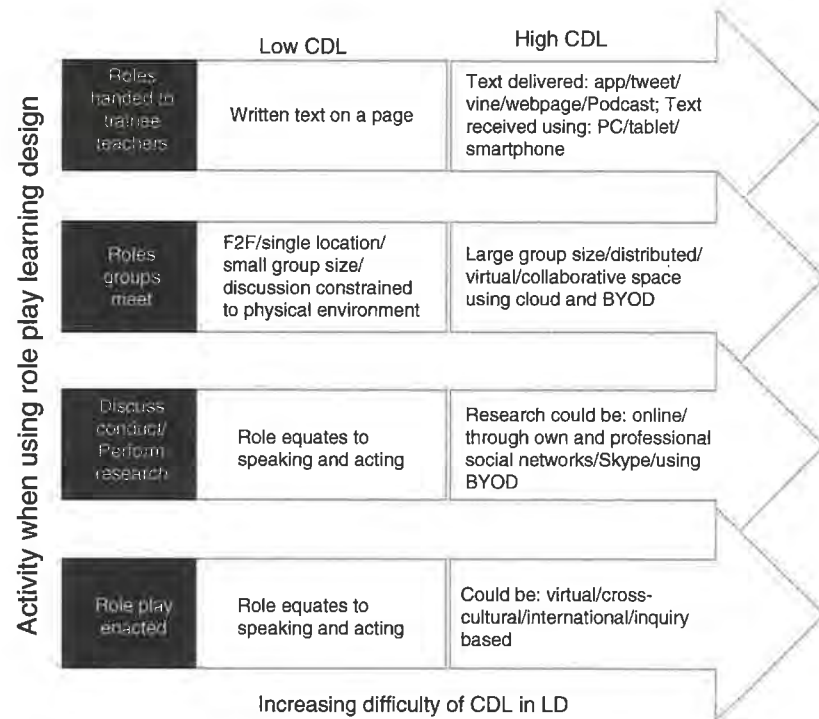 Activity when using role play learning design
Low CDL
High CDL
Roles
handed to
trainee
teachers
Written text on a page
Text delivered: app/tweet/
vine/webpage/Podcast; Text
received using: PC/tablet/
smartphone
Roles
groups
meet
F2F/single location/
small group size/
discussion constrained
to physical environment
Large group size/distributed/
virtual/collaborative space
using cloud and BYOD
Discuss
conduct/
Perform
research
Role equates to
speaking and acting
Research could be: online/
through own and professional
social networks/Skype/using
BYOD
Role play
enacted
Role equates to
speaking and acting
Could be: virtual/cross-
cultural/international/inquiry
based
Increasing difficulty of CDL in LD